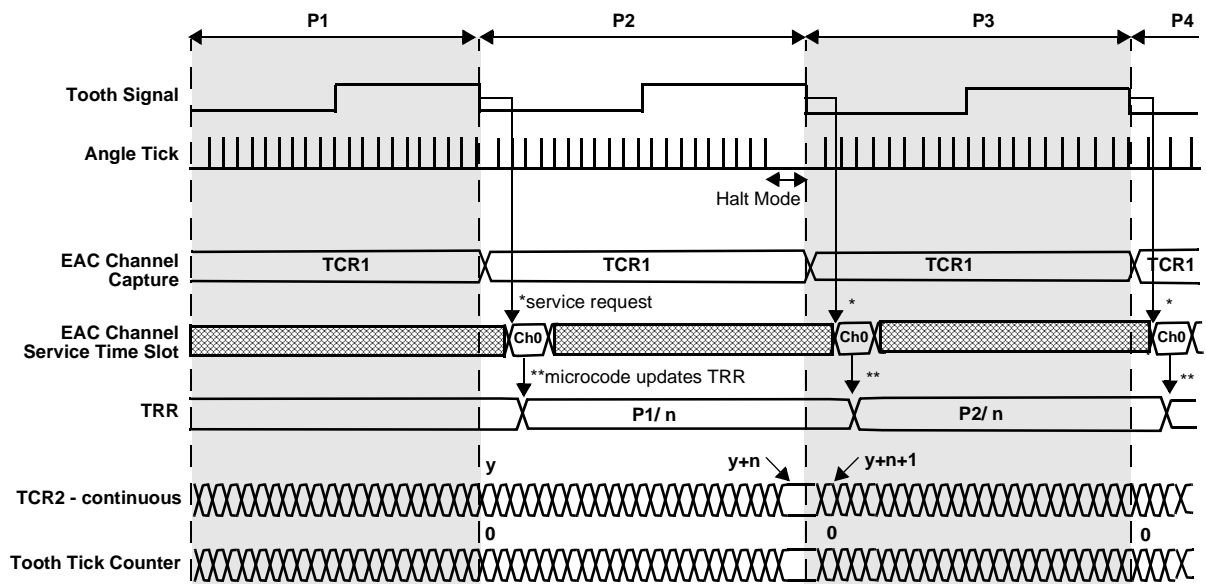 P1 P2 P3 P4
Tooth Signal
Angle Tick
Halt Mode
EAC Channel
Capture
TCR1 TCR1 TCR1 TCR1
*service request * *
EAC Channel
Service Time Slot
Ch0 Ch0 Ch0
**microcode updates TRR ** **
TRR
P1/ n P2/ n
y y+n y+n+1
TCR2 - continuous
0 0 0
Tooth Tick Counter